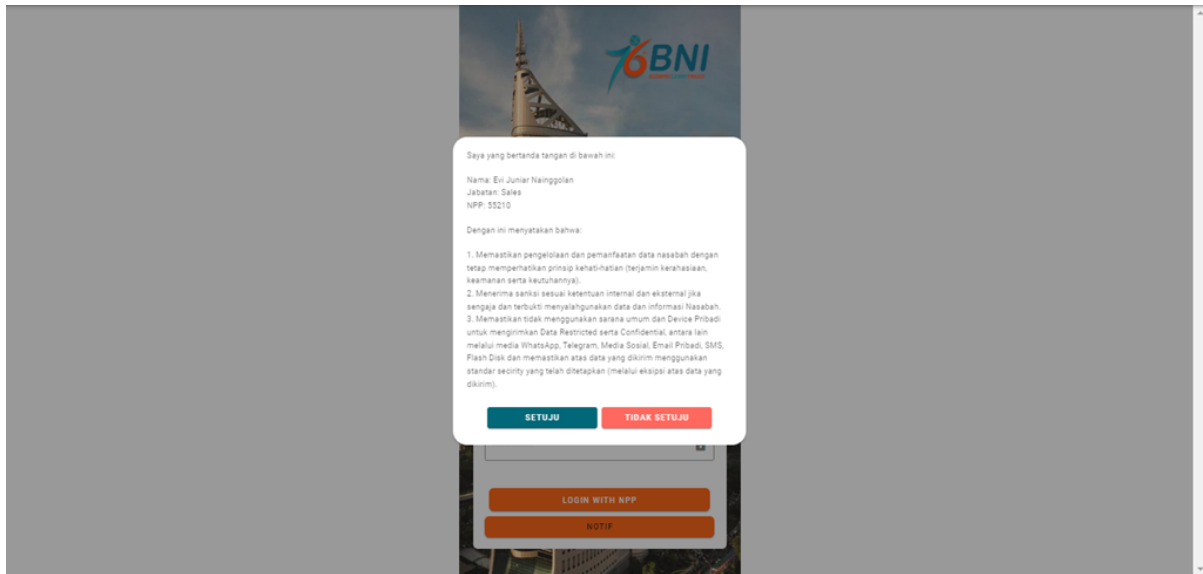 76 BNI
Saya yang bertanda tangan di bawah ini:
Nama: Evi Juniar Nainggolan
Jabatan: Sales
NPP: 55210
Dengan ini menyatakan bahwa:
1. Memastikan pengelolaan dan pemanfaatan data nasabah dengan
tetap memperhatikan prinsip kehati-hatian (terjamin kerahasiaan,
keamanan serta keutuhannya).
2. Menerima sanksi sesuai ketentuan internal dan eksternal jika
sengaja dan terbukti menyalahgunakan data dan informasi Nasabah.
3. Memastikan tidak menggunakan sarana umum dan Device Pribadi
untuk mengirimkan Data Restricted serta Confidential, antara lain
melalui media WhatsApp, Telegram, Media Sosial, Email Pribadi, SMS,
Flash Disk dan memastikan atas data yang dikirim menggunakan
standar secirity yang telah ditetapkan (melalui eksipsi atas data yang
dikirim).
SETUJU TIDAK SETUJU
LOGIN WITH NPP
NOTIF